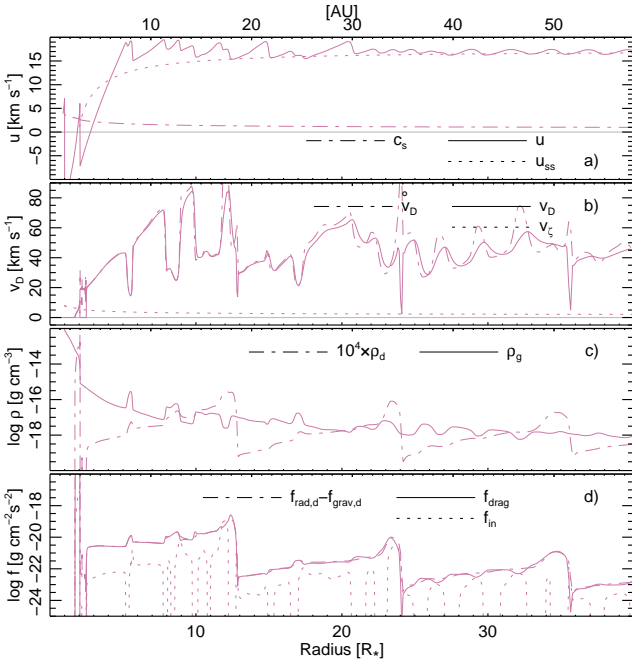 [AU]
10 20 30 40 50
u [km s⁻¹]
15
10
5
0
−5
c_s u
u_ss a)
v_D [km s⁻¹]
80
60
40
20
0
v̊_D v_D b)
v_ζ
log ρ [g cm⁻³]
−14
−16
−18
10⁴×ρ_d ρ_g c)
log f [g cm⁻²s⁻²]
−18
−20
−22
−24
f_rad,d−f_grav,d f_drag d)
f_in
10 20 30
Radius [R⋆]